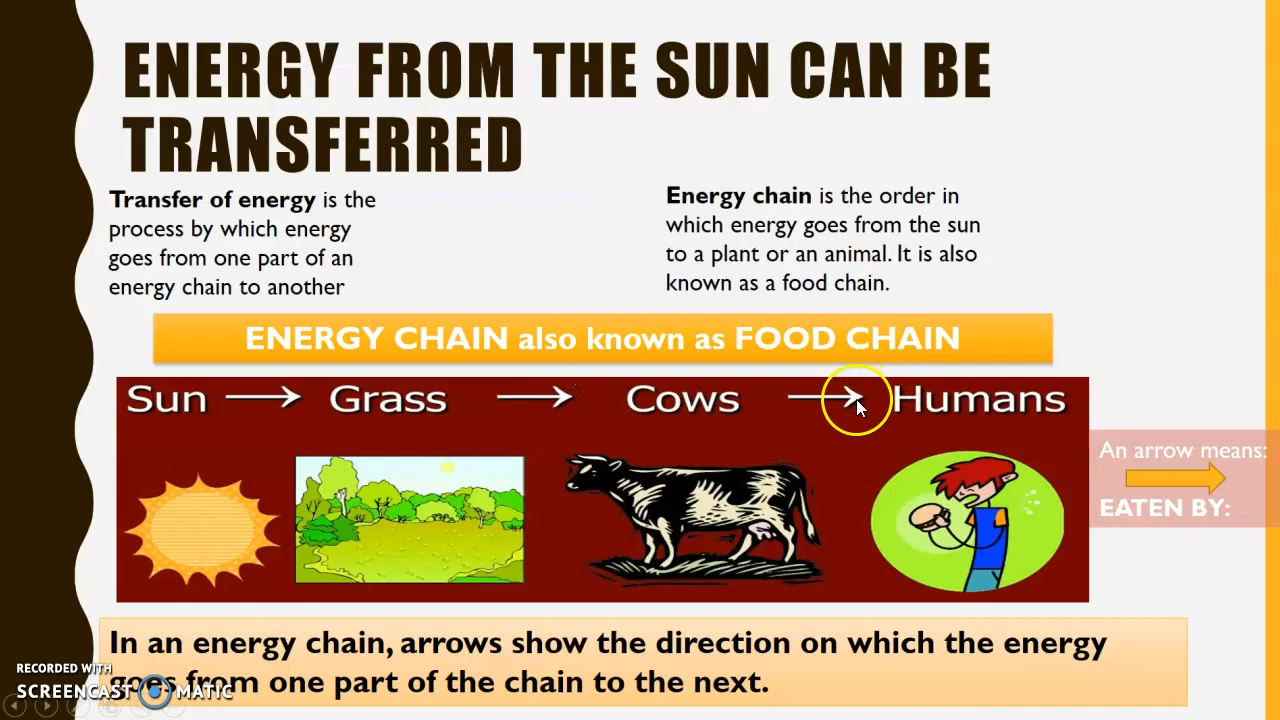 ENERGY FROM THE SUN CAN BE
TRANSFERRED
Transfer of energy is the
process by which energy
goes from one part of an
energy chain to another
Energy chain is the order in
which energy goes from the sun
to a plant or an animal. It is also
known as a food chain.
ENERGY CHAIN also known as FOOD CHAIN
Sun → Grass → Cows → Humans
An arrow means:
EATEN BY:
In an energy chain, arrows show the direction on which the energy
goes from one part of the chain to the next.
RECORDED WITH
SCREENCAST MATIC